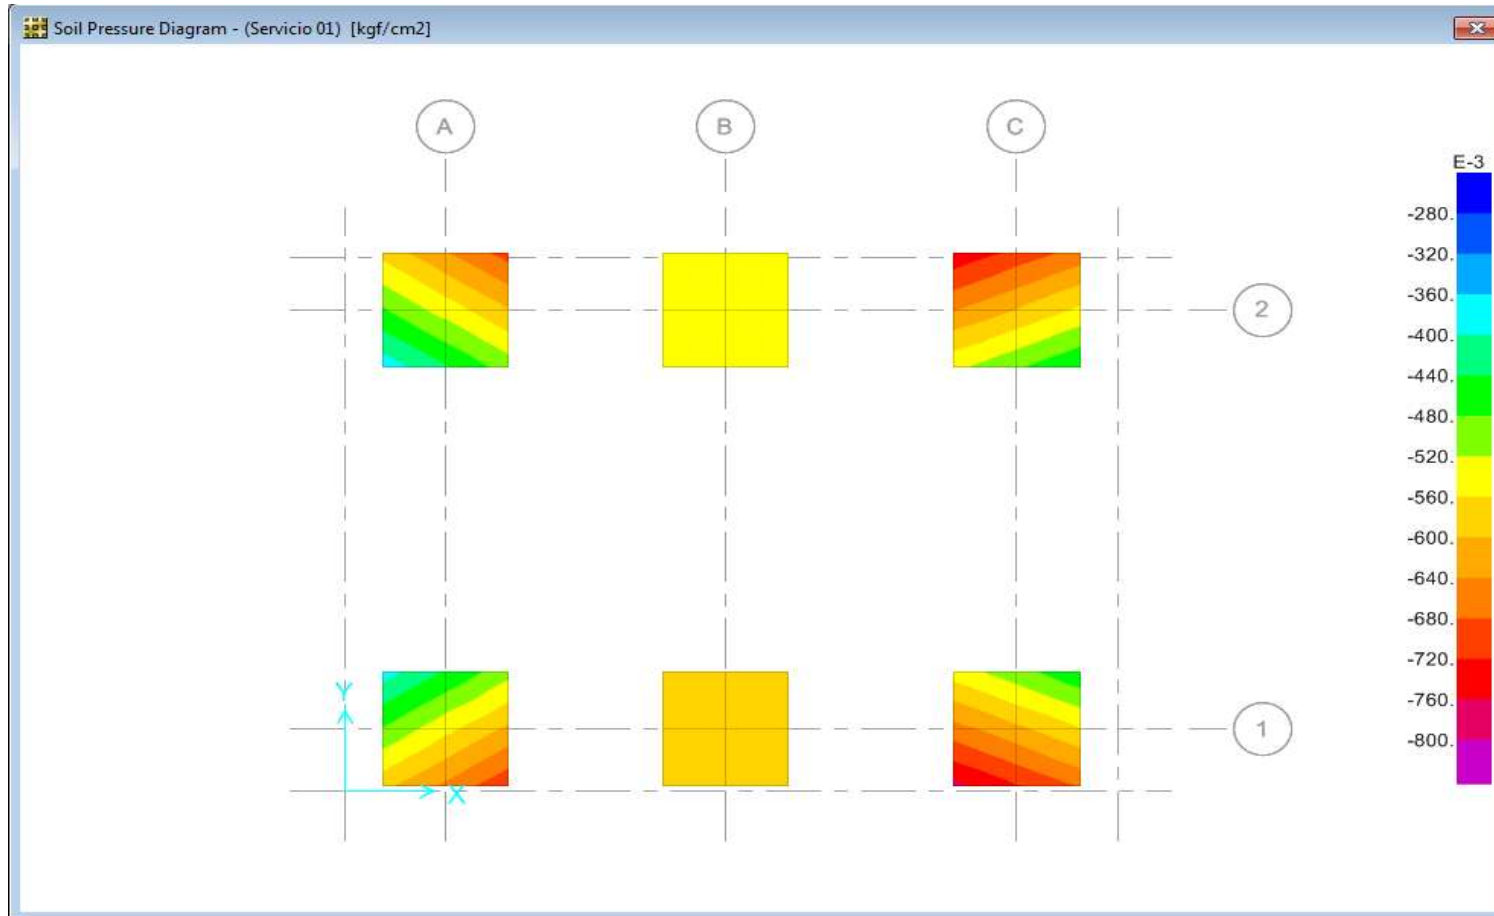 Soil Pressure Diagram - (Servicio 01) [kgf/cm2]
A
B
C
E-3
-280.
-320.
-360.
-400.
-440.
-480.
-520.
-560.
-600.
-640.
-680.
-720.
-760.
-800.
2
Y
1
X